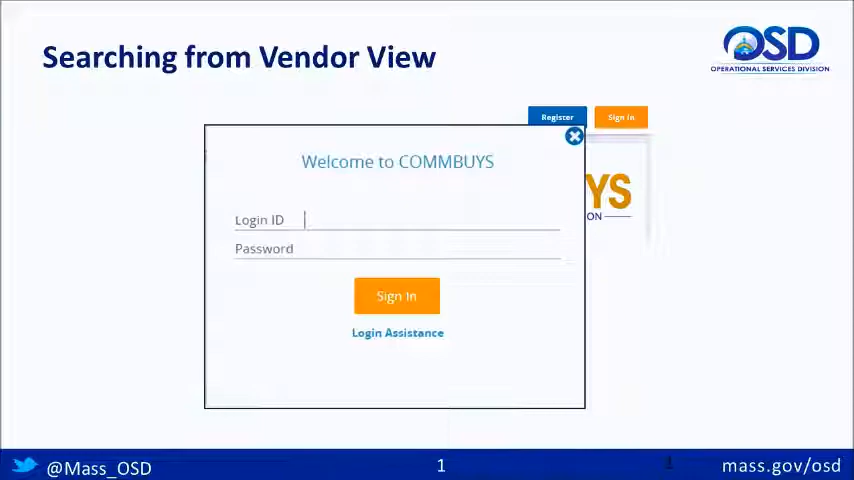 Searching from Vendor View
OSD
OPERATIONAL SERVICES DIVISION
Register
Sign In
Welcome to COMMBUYS
YS
ON
Login ID
Password
Sign In
Login Assistance
@Mass_OSD
1
mass.gov/osd